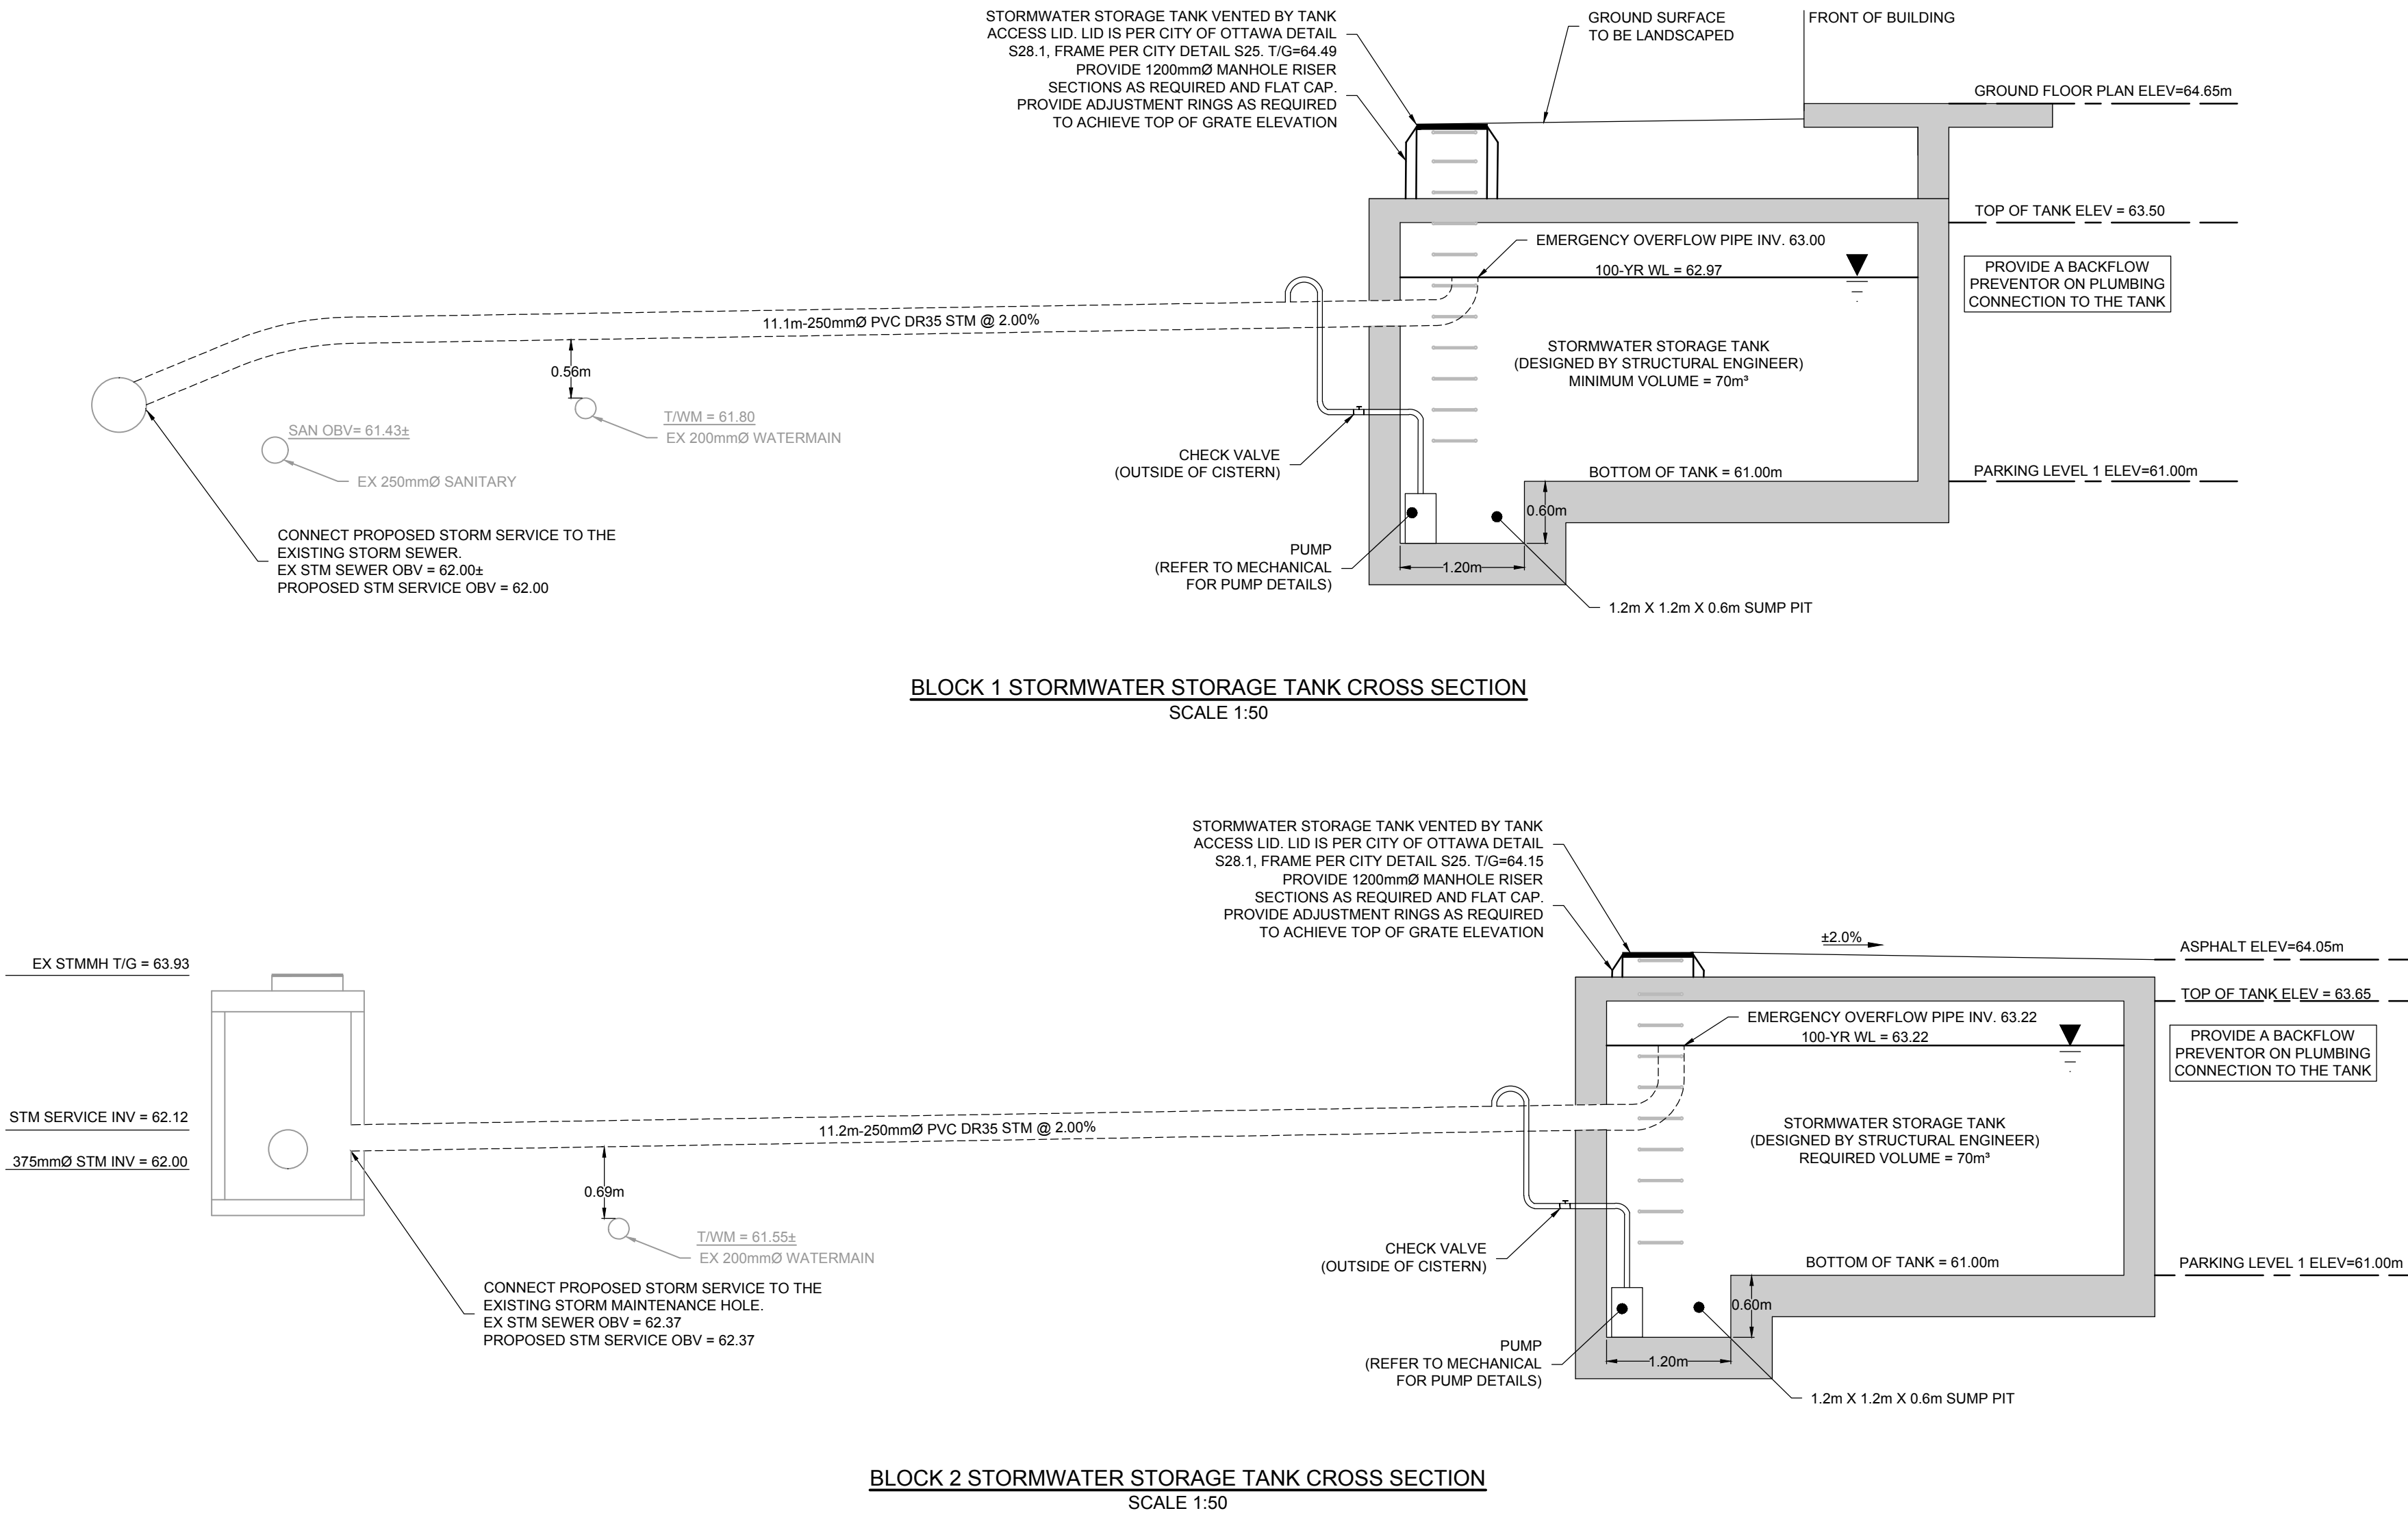 STORMWATER STORAGE TANK VENTED BY TANK
ACCESS LID. LID IS PER CITY OF OTTAWA DETAIL
S28.1, FRAME PER CITY DETAIL S25. T/G=64.49
PROVIDE 1200mmØ MANHOLE RISER
SECTIONS AS REQUIRED AND FLAT CAP.
PROVIDE ADJUSTMENT RINGS AS REQUIRED
TO ACHIEVE TOP OF GRATE ELEVATION
GROUND SURFACE
TO BE LANDSCAPED
FRONT OF BUILDING
GROUND FLOOR PLAN ELEV=64.65m
TOP OF TANK ELEV = 63.50
EMERGENCY OVERFLOW PIPE INV. 63.00
100-YR WL = 62.97
PROVIDE A BACKFLOW
PREVENTOR ON PLUMBING
CONNECTION TO THE TANK
11.1m-250mmØ PVC DR35 STM @ 2.00%
STORMWATER STORAGE TANK
(DESIGNED BY STRUCTURAL ENGINEER)
MINIMUM VOLUME = 70m³
0.56m
T/WM = 61.80
EX 200mmØ WATERMAIN
SAN OBV= 61.43±
EX 250mmØ SANITARY
CHECK VALVE
(OUTSIDE OF CISTERN)
BOTTOM OF TANK = 61.00m
PARKING LEVEL 1 ELEV=61.00m
0.60m
CONNECT PROPOSED STORM SERVICE TO THE
EXISTING STORM SEWER.
EX STM SEWER OBV = 62.00±
PROPOSED STM SERVICE OBV = 62.00
PUMP
(REFER TO MECHANICAL
FOR PUMP DETAILS)
1.20m
1.2m X 1.2m X 0.6m SUMP PIT
BLOCK 1 STORMWATER STORAGE TANK CROSS SECTION
SCALE 1:50
STORMWATER STORAGE TANK VENTED BY TANK
ACCESS LID. LID IS PER CITY OF OTTAWA DETAIL
S28.1, FRAME PER CITY DETAIL S25. T/G=64.15
PROVIDE 1200mmØ MANHOLE RISER
SECTIONS AS REQUIRED AND FLAT CAP.
PROVIDE ADJUSTMENT RINGS AS REQUIRED
TO ACHIEVE TOP OF GRATE ELEVATION
±2.0%
ASPHALT ELEV=64.05m
EX STMMH T/G = 63.93
TOP OF TANK ELEV = 63.65
EMERGENCY OVERFLOW PIPE INV. 63.22
100-YR WL = 63.22
PROVIDE A BACKFLOW
PREVENTOR ON PLUMBING
CONNECTION TO THE TANK
STM SERVICE INV = 62.12
375mmØ STM INV = 62.00
11.2m-250mmØ PVC DR35 STM @ 2.00%
STORMWATER STORAGE TANK
(DESIGNED BY STRUCTURAL ENGINEER)
REQUIRED VOLUME = 70m³
0.69m
T/WM = 61.55±
EX 200mmØ WATERMAIN
CHECK VALVE
(OUTSIDE OF CISTERN)
BOTTOM OF TANK = 61.00m
PARKING LEVEL 1 ELEV=61.00m
0.60m
CONNECT PROPOSED STORM SERVICE TO THE
EXISTING STORM MAINTENANCE HOLE.
EX STM SEWER OBV = 62.37
PROPOSED STM SERVICE OBV = 62.37
PUMP
(REFER TO MECHANICAL
FOR PUMP DETAILS)
1.20m
1.2m X 1.2m X 0.6m SUMP PIT
BLOCK 2 STORMWATER STORAGE TANK CROSS SECTION
SCALE 1:50